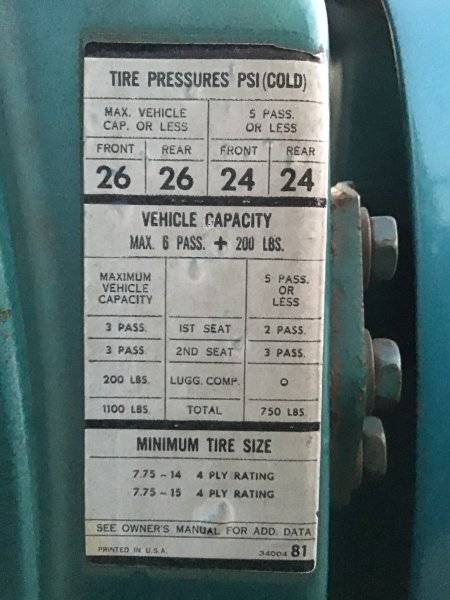 TIRE PRESSURES PSI (COLD)
MAX. VEHICLE CAP. OR LESS
5 PASS. OR LESS
FRONT REAR FRONT REAR
26 26 24 24
VEHICLE CAPACITY
MAX. 6 PASS. + 200 LBS.
MAXIMUM VEHICLE CAPACITY
5 PASS. OR LESS
3 PASS. 1ST SEAT 2 PASS.
3 PASS. 2ND SEAT 3 PASS.
200 LBS. LUGG. COMP. O
1100 LBS. TOTAL 750 LBS.
MINIMUM TIRE SIZE
7.75-14 4 PLY RATING
7.75-15 4 PLY RATING
SEE OWNER'S MANUAL FOR ADD. DATA
PRINTED IN U.S.A. 34004 81